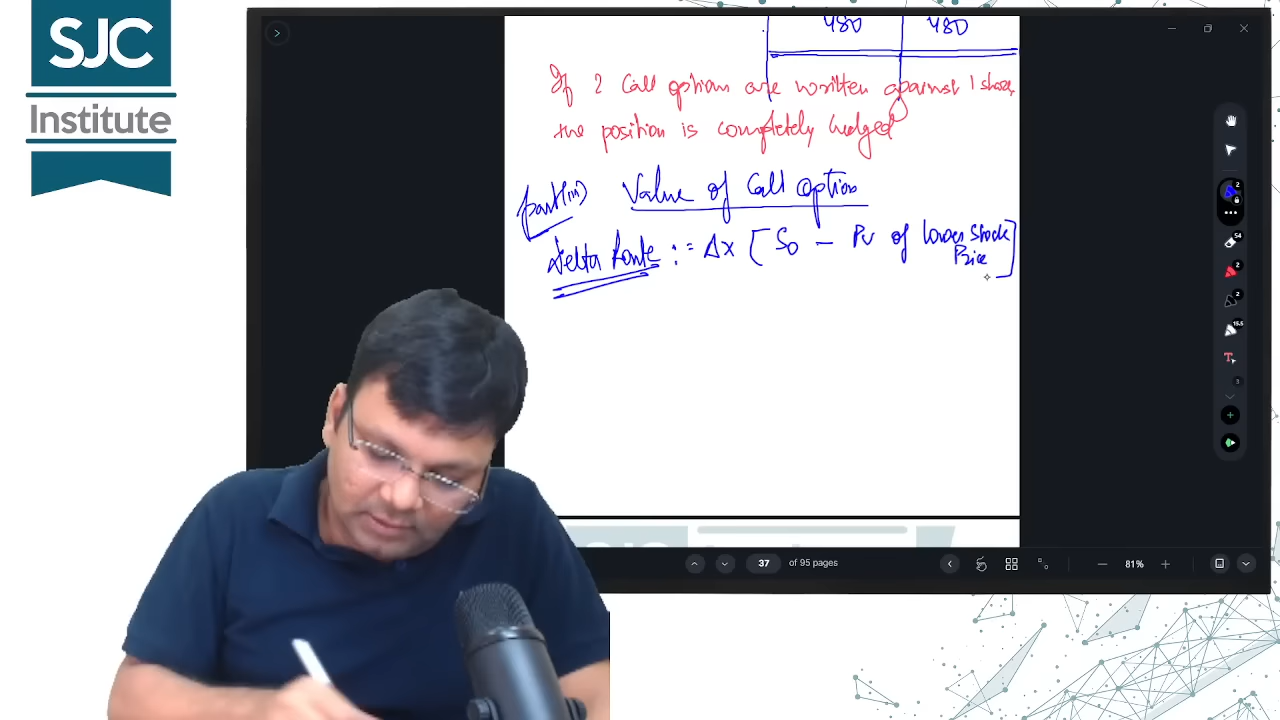 SJC
Institute
480 480
If 2 Call options are written against 1 share,
the position is completely hedged
part(iii) Value of Call option
Delta Route := Δ x [ S0 – PV of lower Stock
Price ]
37 of 95 pages
81%